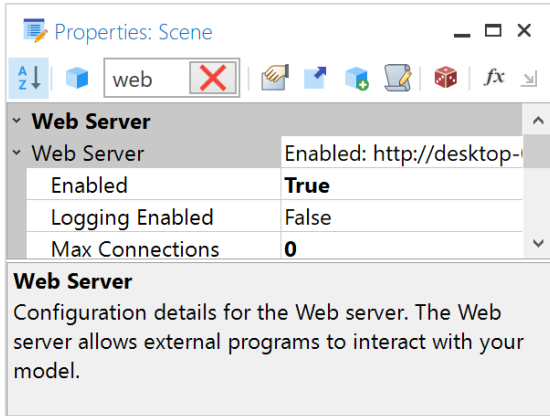 Properties: Scene
A Z web fx
Web Server
Web Server Enabled: http://desktop-
Enabled True
Logging Enabled False
Max Connections 0
Web Server
Configuration details for the Web server. The Web
server allows external programs to interact with your
model.